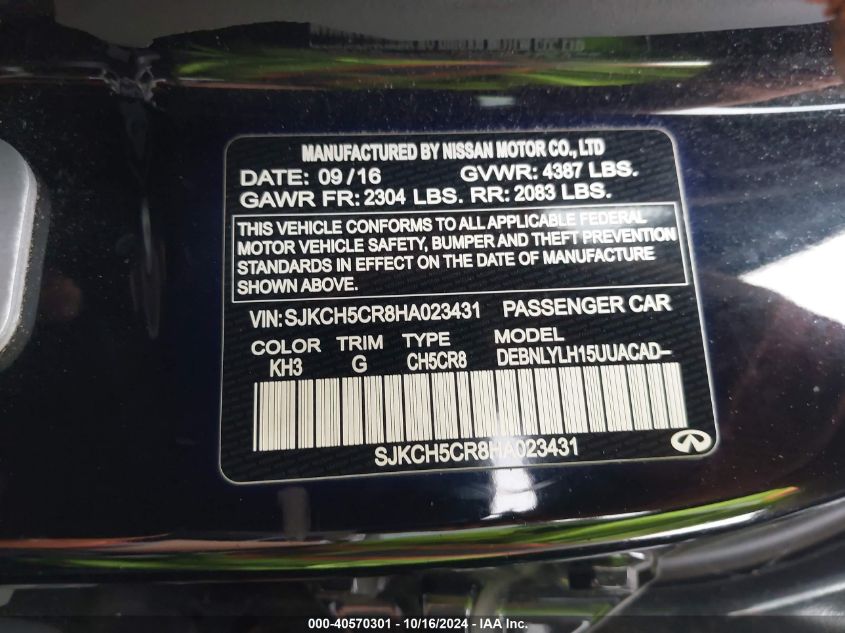 MANUFACTURED BY NISSAN MOTOR CO., LTD
DATE: 09/16 GVWR: 4387 LBS.
GAWR FR: 2304 LBS. RR: 2083 LBS.
THIS VEHICLE CONFORMS TO ALL APPLICABLE FEDERAL
MOTOR VEHICLE SAFETY, BUMPER AND THEFT PREVENTION
STANDARDS IN EFFECT ON THE DATE OF MANUFACTURE
SHOWN ABOVE.
VIN: SJKCH5CR8HA023431 PASSENGER CAR
COLOR TRIM TYPE MODEL
KH3 G CH5CR8 DEBNLYLH15UUACAD–
SJKCH5CR8HA023431
000-40570301 - 10/16/2024 - IAA Inc.